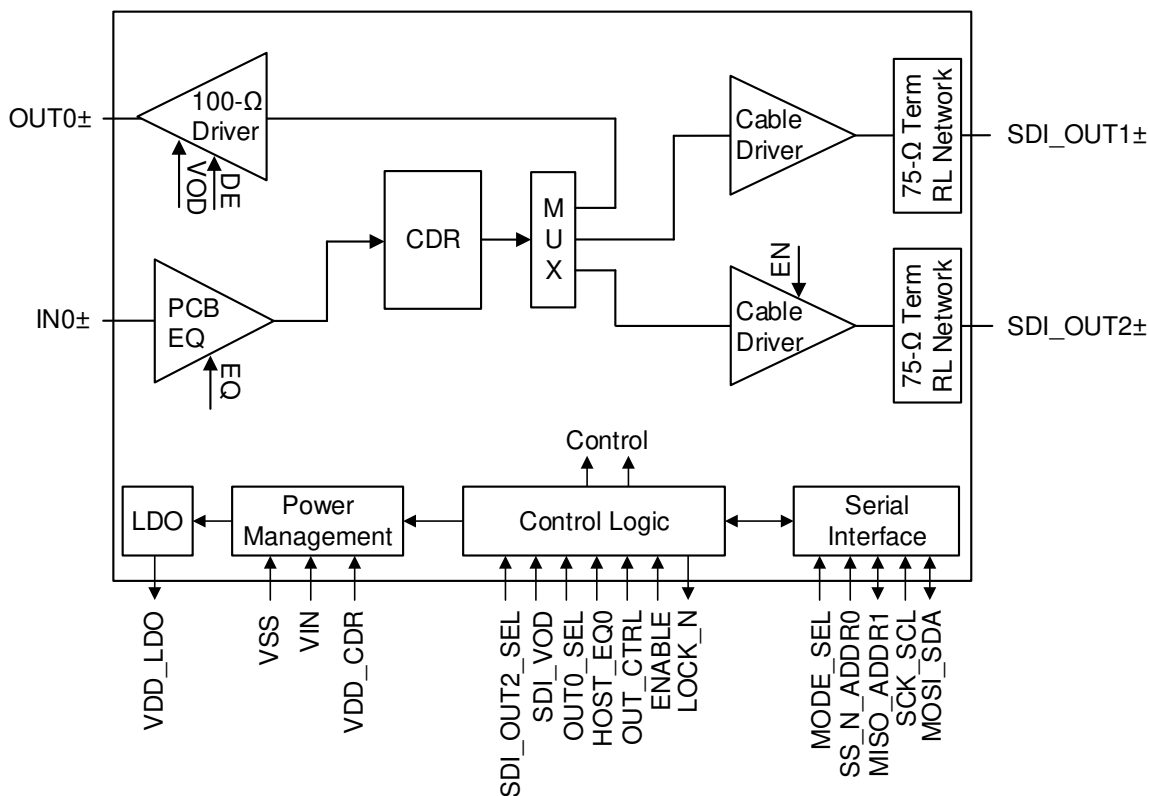 OUT0±
100-Ω
Driver
VOD
DE
Cable
Driver
75-Ω Term
RL Network
SDI_OUT1±
CDR
M
U
X
IN0±
PCB
EQ
EQ
EN
Cable
Driver
75-Ω Term
RL Network
SDI_OUT2±
Control
LDO
Power
Management
Control Logic
Serial
Interface
VDD_LDO
VSS
VIN
VDD_CDR
SDI_OUT2_SEL
SDI_VOD
OUT0_SEL
HOST_EQ0
OUT_CTRL
ENABLE
LOCK_N
MODE_SEL
SS_N_ADDR0
MISO_ADDR1
SCK_SCL
MOSI_SDA